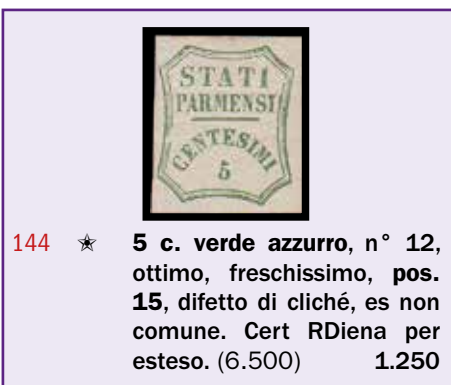 STATI
PARMENSI
CENTESIMI
5
144 ✭ 5 c. verde azzurro, n° 12,
ottimo, freschissimo, pos.
15, difetto di cliché, es non
comune. Cert RDiena per
esteso. (6.500) 1.250